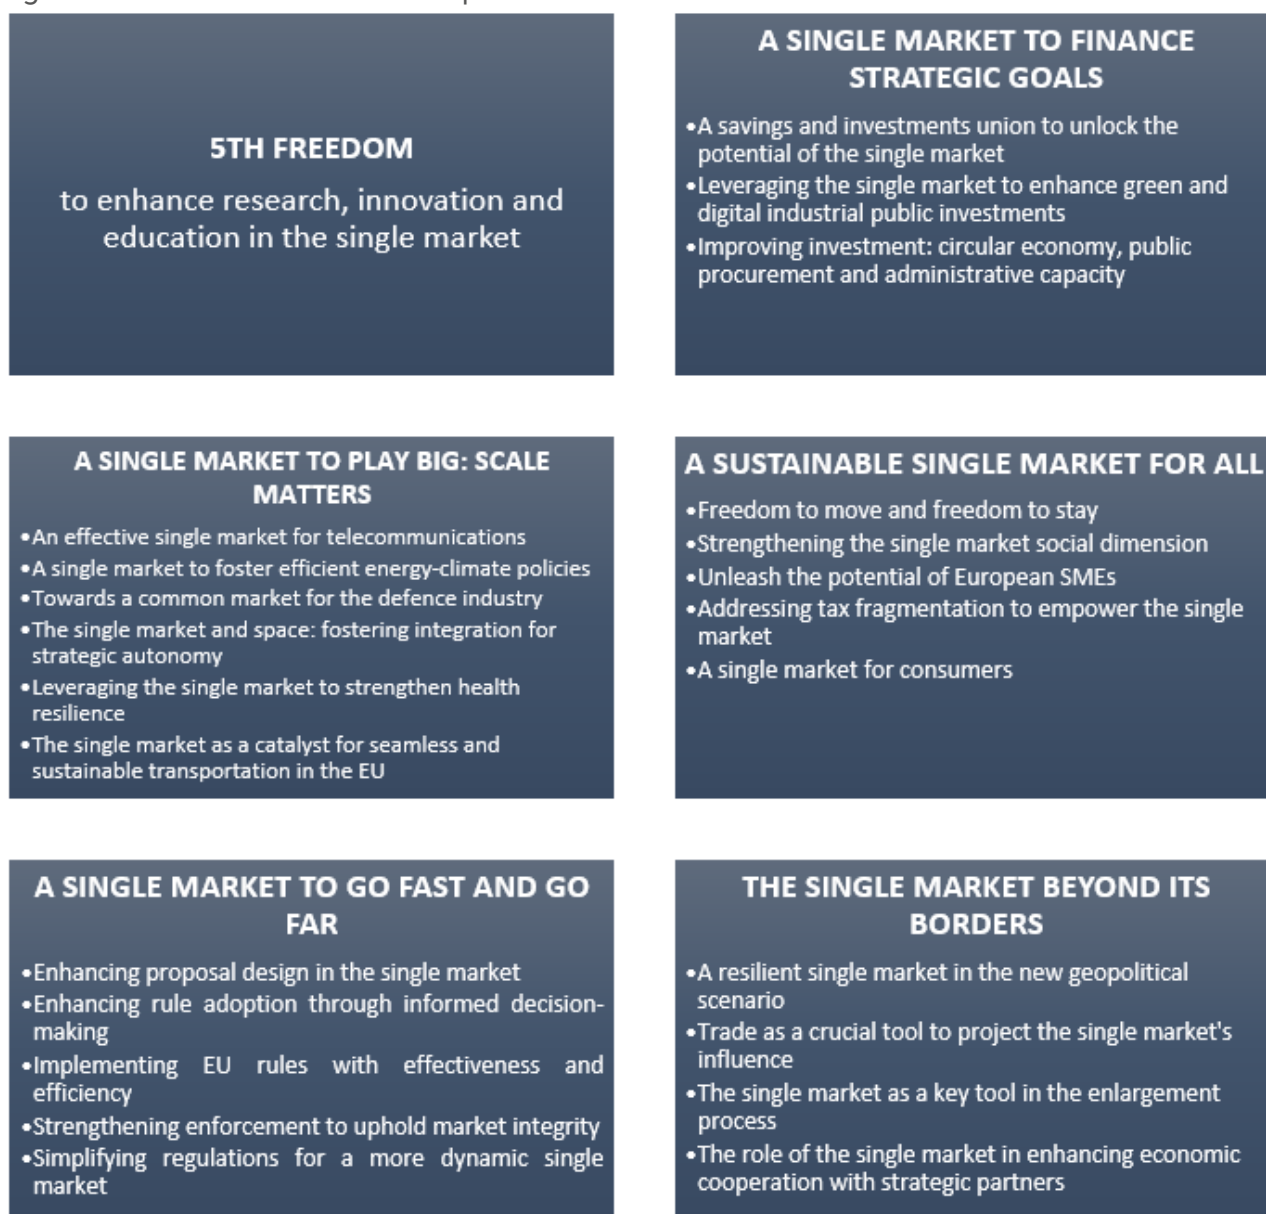 5TH FREEDOM
to enhance research, innovation and
education in the single market
A SINGLE MARKET TO FINANCE
STRATEGIC GOALS
•A savings and investments union to unlock the
potential of the single market
•Leveraging the single market to enhance green and
digital industrial public investments
•Improving investment: circular economy, public
procurement and administrative capacity
A SINGLE MARKET TO PLAY BIG: SCALE
MATTERS
•An effective single market for telecommunications
•A single market to foster efficient energy-climate policies
•Towards a common market for the defence industry
•The single market and space: fostering integration for
strategic autonomy
•Leveraging the single market to strengthen health
resilience
•The single market as a catalyst for seamless and
sustainable transportation in the EU
A SUSTAINABLE SINGLE MARKET FOR ALL
•Freedom to move and freedom to stay
•Strengthening the single market social dimension
•Unleash the potential of European SMEs
•Addressing tax fragmentation to empower the single
market
•A single market for consumers
A SINGLE MARKET TO GO FAST AND GO
FAR
•Enhancing proposal design in the single market
•Enhancing rule adoption through informed decision-
making
•Implementing EU rules with effectiveness and
efficiency
•Strengthening enforcement to uphold market integrity
•Simplifying regulations for a more dynamic single
market
THE SINGLE MARKET BEYOND ITS
BORDERS
•A resilient single market in the new geopolitical
scenario
•Trade as a crucial tool to project the single market's
influence
•The single market as a key tool in the enlargement
process
•The role of the single market in enhancing economic
cooperation with strategic partners